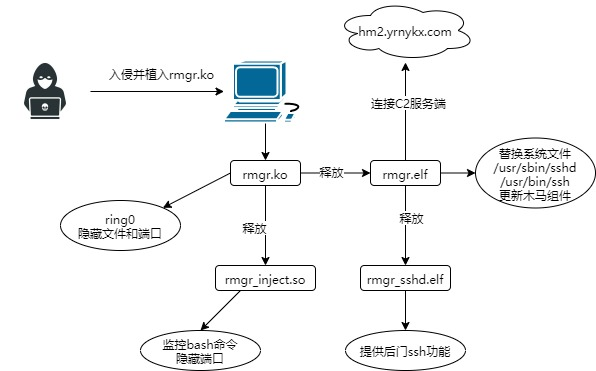 hm2.yrnykx.com
入侵并植入rmgr.ko
连接C2服务端
替换系统文件
/usr/sbin/sshd
/usr/bin/ssh
更新木马组件
rmgr.ko
释放
rmgr.elf
ring0
隐藏文件和端口
释放
释放
rmgr_inject.so
rmgr_sshd.elf
监控bash命令
隐藏端口
提供后门ssh功能